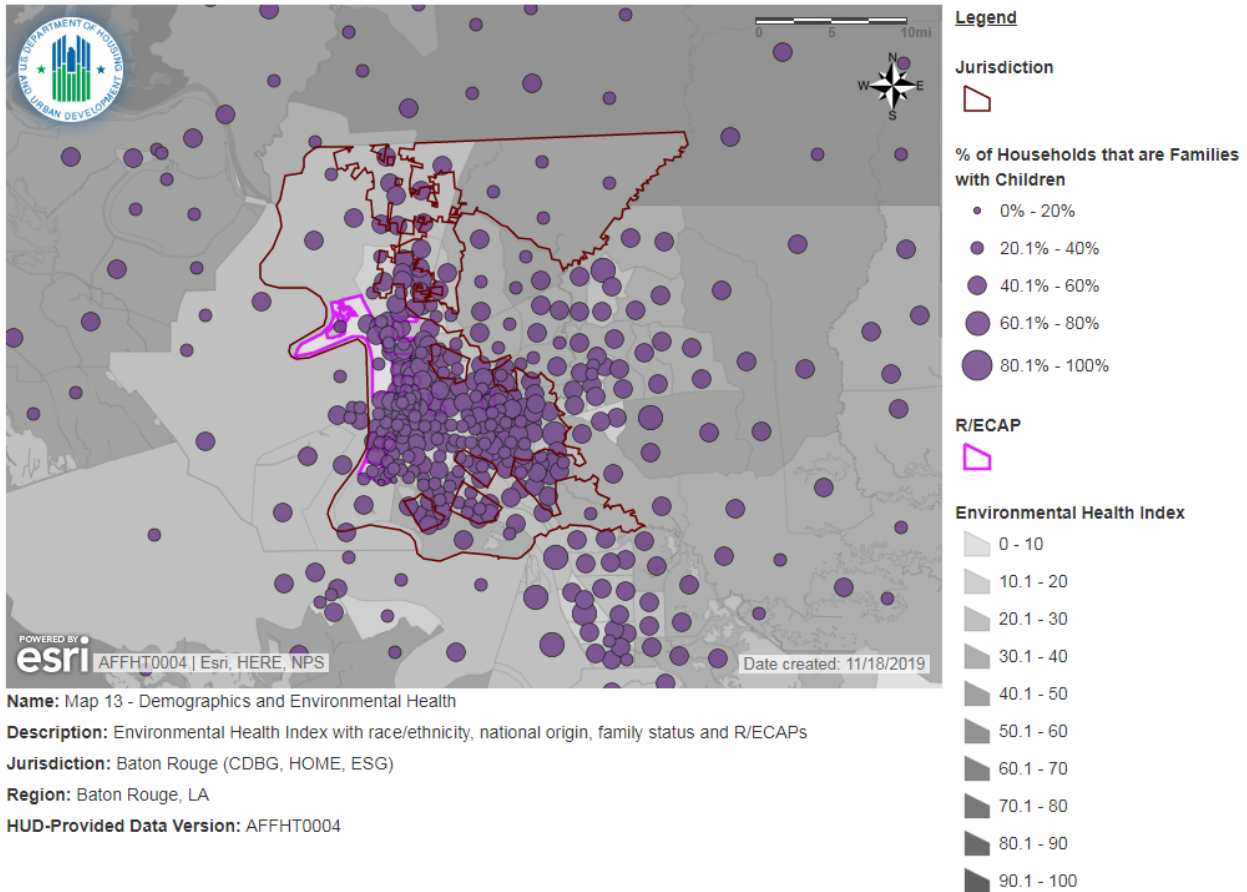 US DEPARTMENT OF HOUSING
AND URBAN DEVELOPMENT
0 5 10mi
N
W E
S
POWERED BY
esri
AFFHT0004 | Esri, HERE, NPS
Date created: 11/18/2019
Name: Map 13 - Demographics and Environmental Health
Description: Environmental Health Index with race/ethnicity, national origin, family status and R/ECAPs
Jurisdiction: Baton Rouge (CDBG, HOME, ESG)
Region: Baton Rouge, LA
HUD-Provided Data Version: AFFHT0004
Legend
Jurisdiction
% of Households that are Families
with Children
0% - 20%
20.1% - 40%
40.1% - 60%
60.1% - 80%
80.1% - 100%
R/ECAP
Environmental Health Index
0 - 10
10.1 - 20
20.1 - 30
30.1 - 40
40.1 - 50
50.1 - 60
60.1 - 70
70.1 - 80
80.1 - 90
90.1 - 100